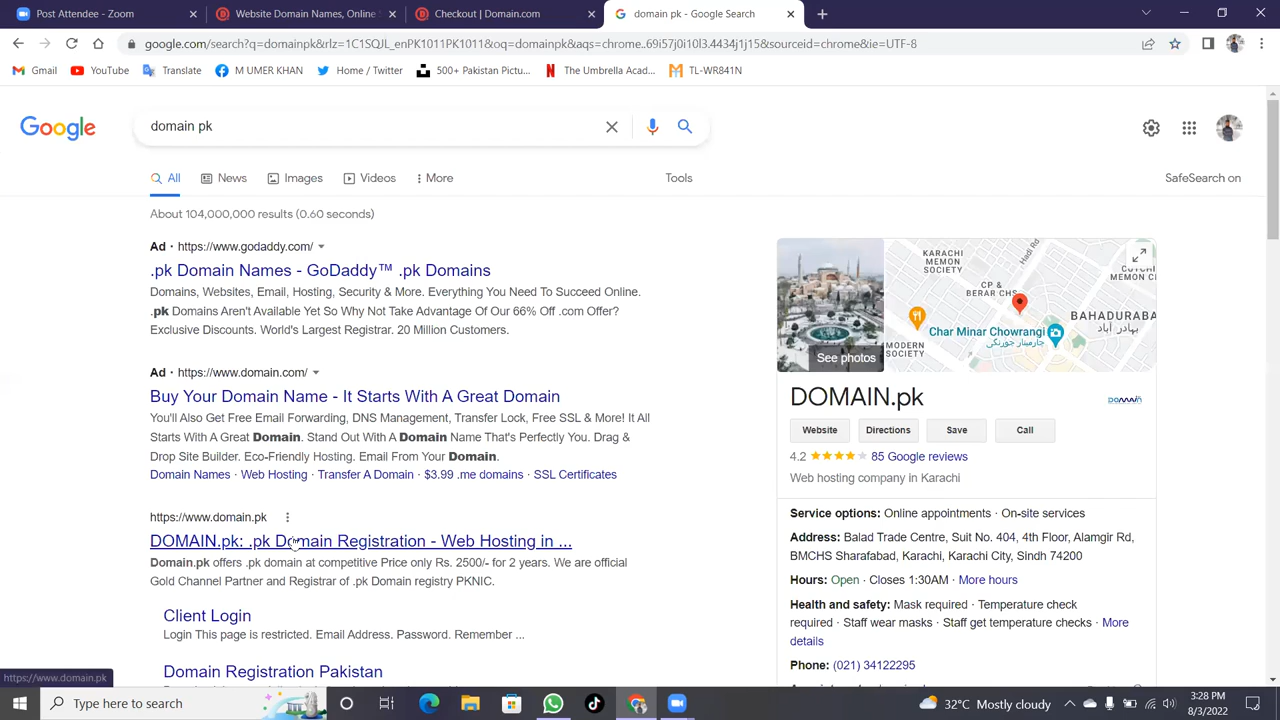 Post Attendee - Zoom
Website Domain Names, Online S
Checkout | Domain.com
domain pk - Google Search
google.com/search?q=domainpk&rlz=1C1SQJL_enPK1011PK1011&oq=domainpk&aqs=chrome..69i57j0i10l3.4434j1j15&sourceid=chrome&ie=UTF-8
Gmail
YouTube
Translate
M UMER KHAN
Home / Twitter
500+ Pakistan Pictu...
The Umbrella Acad...
TL-WR841N
Google
domain pk
All
News
Images
Videos
More
Tools
SafeSearch on
About 104,000,000 results (0.60 seconds)
Ad · https://www.godaddy.com/
.pk Domain Names - GoDaddy™ .pk Domains
Domains, Websites, Email, Hosting, Security & More. Everything You Need To Succeed Online.
.pk Domains Aren't Available Yet So Why Not Take Advantage Of Our 66% Off .com Offer?
Exclusive Discounts. World's Largest Registrar. 20 Million Customers.
Ad · https://www.domain.com/
Buy Your Domain Name - It Starts With A Great Domain
You'll Also Get Free Email Forwarding, DNS Management, Transfer Lock, Free SSL & More! It All
Starts With A Great Domain. Stand Out With A Domain Name That's Perfectly You. Drag &
Drop Site Builder. Eco-Friendly Hosting. Email From Your Domain.
Domain Names · Web Hosting · Transfer A Domain · $3.99 .me domains · SSL Certificates
https://www.domain.pk
DOMAIN.pk: .pk Domain Registration - Web Hosting in ...
Domain.pk offers .pk domain at competitive Price only Rs. 2500/- for 2 years. We are official
Gold Channel Partner and Registrar of .pk Domain registry PKNIC.
Client Login
Login This page is restricted. Email Address. Password. Remember ...
Domain Registration Pakistan
KARACHI
MEMON
SOCIETY
Hadi Rd
MEMON C
CP &
BERAR CHS
BAHADURABA
بہادر آباد
Char Minar Chowrangi
چارمینار چورنگی
MODERN
SOCIETY
See photos
DOMAIN.pk
DOMAIN
Website
Directions
Save
Call
4.2
85 Google reviews
Web hosting company in Karachi
Service options: Online appointments · On-site services
Address: Balad Trade Centre, Suit No. 404, 4th Floor, Alamgir Rd,
BMCHS Sharafabad, Karachi, Karachi City, Sindh 74200
Hours: Open · Closes 1:30AM · More hours
Health and safety: Mask required · Temperature check
required · Staff wear masks · Staff get temperature checks · More
details
Phone: (021) 34122295
https://www.domain.pk
Type here to search
32°C Mostly cloudy
3:28 PM
8/3/2022